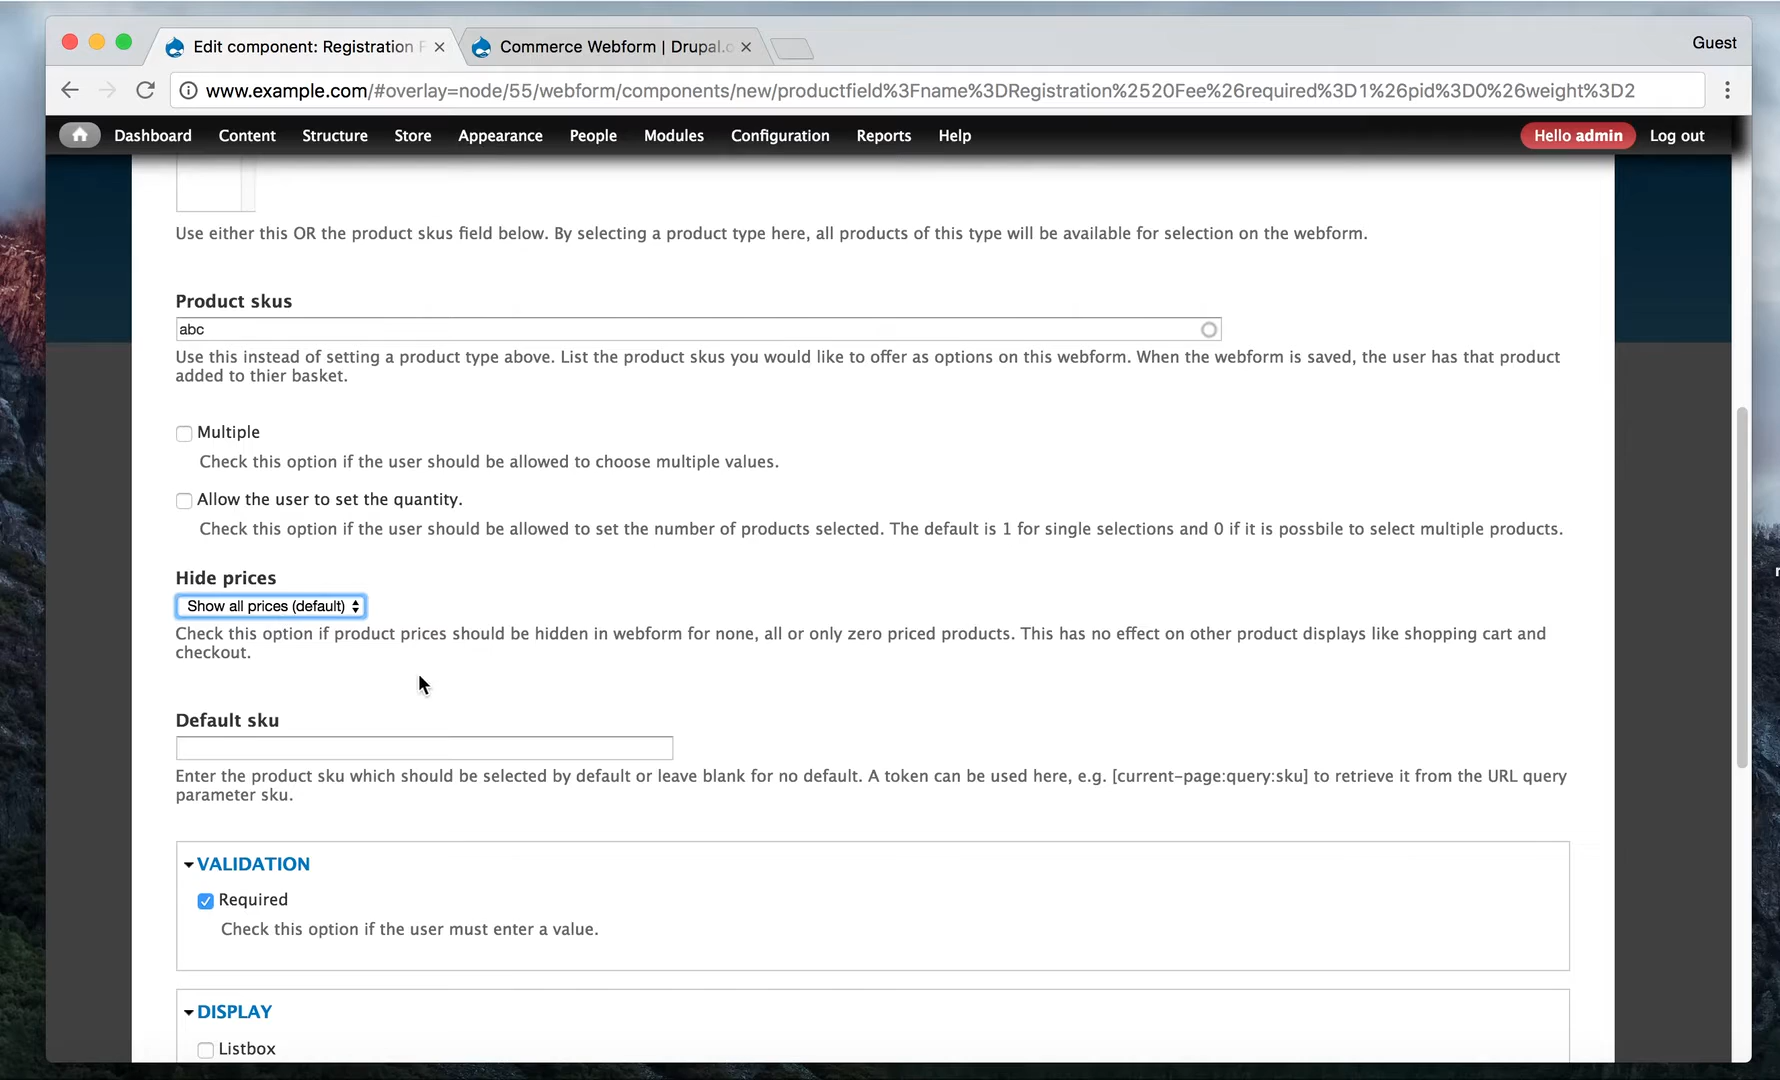 Edit component: Registration F
Commerce Webform | Drupal.o
Guest
www.example.com/#overlay=node/55/webform/components/new/productfield%3Fname%3DRegistration%2520Fee%26required%3D1%26pid%3D0%26weight%3D2
Dashboard Content Structure Store Appearance People Modules Configuration Reports Help Hello admin Log out
Use either this OR the product skus field below. By selecting a product type here, all products of this type will be available for selection on the webform.
Product skus
abc
Use this instead of setting a product type above. List the product skus you would like to offer as options on this webform. When the webform is saved, the user has that product
added to thier basket.
Multiple
Check this option if the user should be allowed to choose multiple values.
Allow the user to set the quantity.
Check this option if the user should be allowed to set the number of products selected. The default is 1 for single selections and 0 if it is possbile to select multiple products.
Hide prices
Show all prices (default)
Check this option if product prices should be hidden in webform for none, all or only zero priced products. This has no effect on other product displays like shopping cart and
checkout.
Default sku
Enter the product sku which should be selected by default or leave blank for no default. A token can be used here, e.g. [current-page:query:sku] to retrieve it from the URL query
parameter sku.
VALIDATION
Required
Check this option if the user must enter a value.
DISPLAY
Listbox